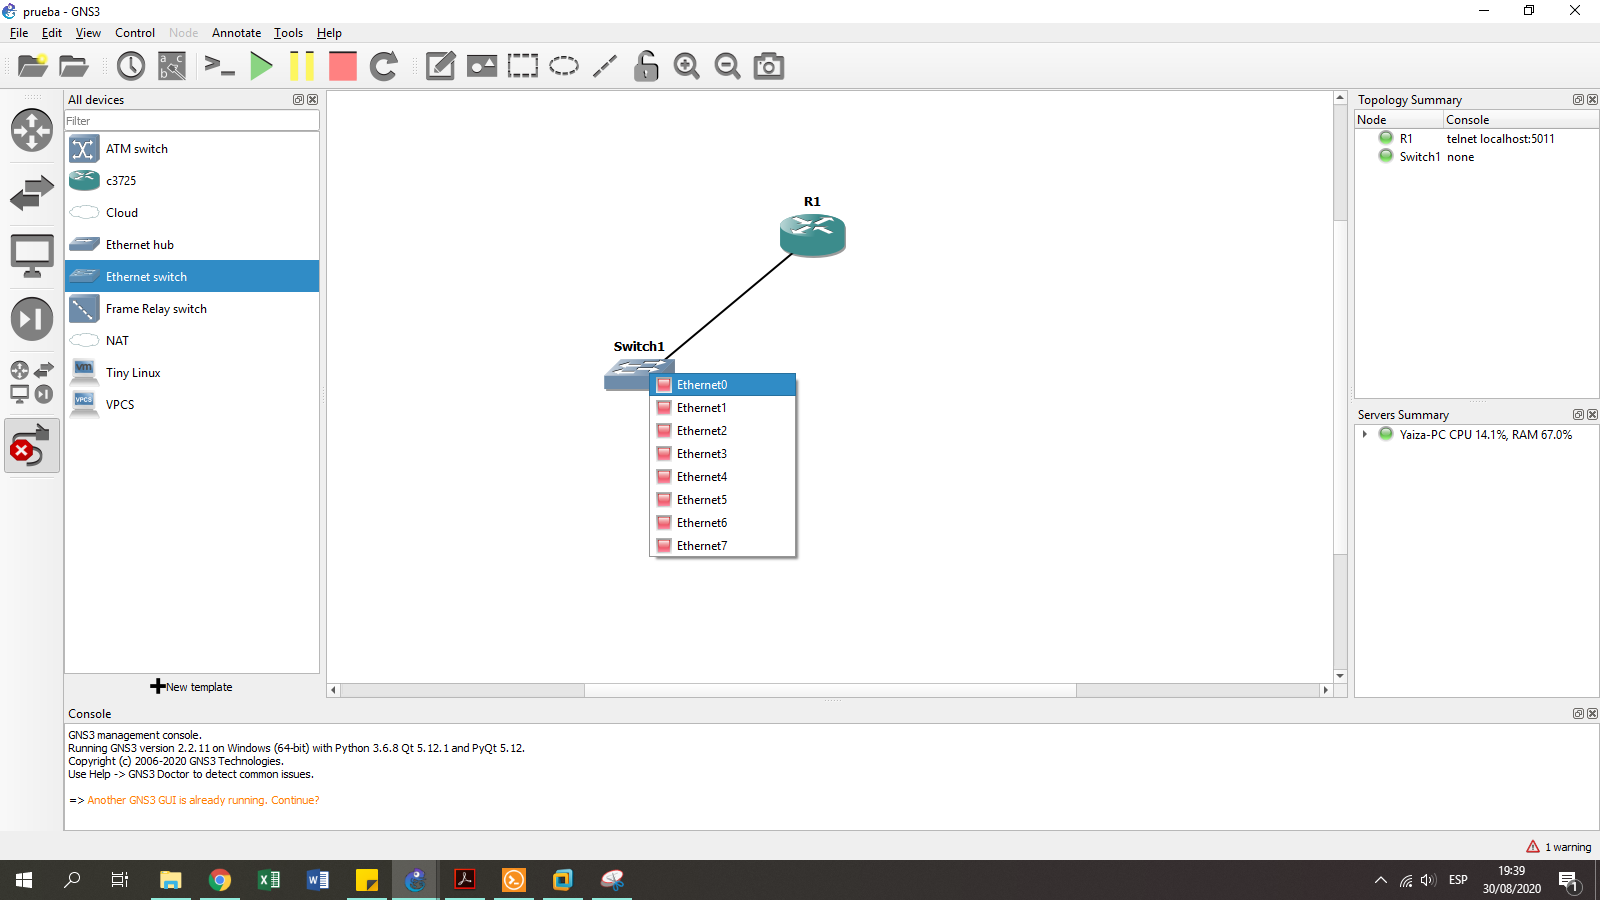 prueba - GNS3
File Edit View Control Node Annotate Tools Help
All devices
Filter
ATM switch
c3725
Cloud
Ethernet hub
Ethernet switch
Frame Relay switch
NAT
Tiny Linux
VPCS
New template
R1
Switch1
Ethernet0
Ethernet1
Ethernet2
Ethernet3
Ethernet4
Ethernet5
Ethernet6
Ethernet7
Topology Summary
Node Console
R1 telnet localhost:5011
Switch1 none
Servers Summary
Yaiza-PC CPU 14.1%, RAM 67.0%
Console
GNS3 management console.
Running GNS3 version 2.2.11 on Windows (64-bit) with Python 3.6.8 Qt 5.12.1 and PyQt 5.12.
Copyright (c) 2006-2020 GNS3 Technologies.
Use Help -> GNS3 Doctor to detect common issues.
=> Another GNS3 GUI is already running. Continue?
1 warning
ESP
19:39
30/08/2020
1